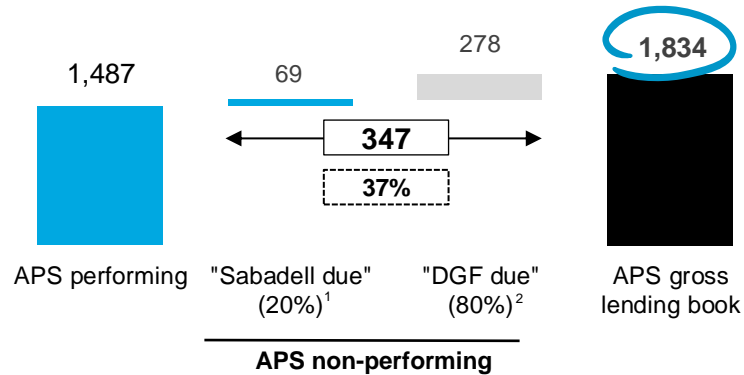 1,487
69
278
1,834
347
37%
APS performing
"Sabadell due"
(20%)1
"DGF due"
(80%)2
APS gross
lending book
APS non-performing